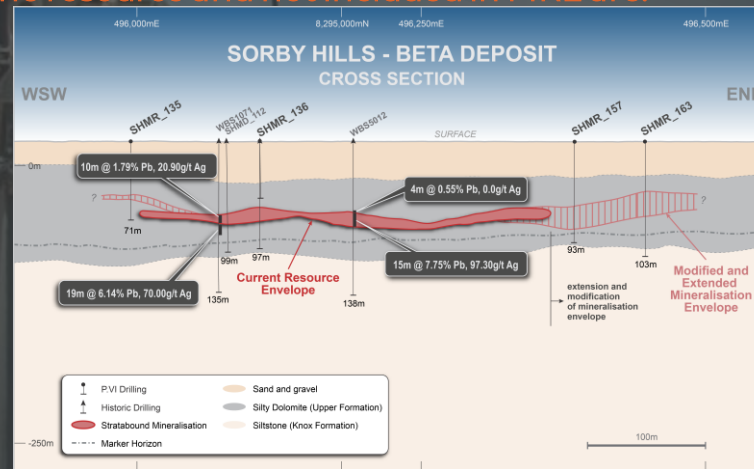 496,000mE
8,295,000mN
496,250mE
496,500mE
SORBY HILLS - BETA DEPOSIT
CROSS SECTION
WSW
SHMR_135
WBS1071
SHMD_112
SHMR_136
WBS5012
SURFACE
SHMR_157
SHMR_163
0m
10m @ 1.79% Pb, 20.90g/t Ag
4m @ 0.55% Pb, 0.0g/t Ag
?
?
71m
99m
97m
93m
103m
15m @ 7.75% Pb, 97.30g/t Ag
Current Resource
Envelope
19m @ 6.14% Pb, 70.00g/t Ag
135m
138m
extension and
modification
of mineralisation
envelope
Modified and
Extended
Mineralisation
Envelope
P.VI Drilling
Historic Drilling
Stratabound Mineralisation
Marker Horizon
Sand and gravel
Silty Dolomite (Upper Formation)
Siltstone (Knox Formation)
100m
-250m